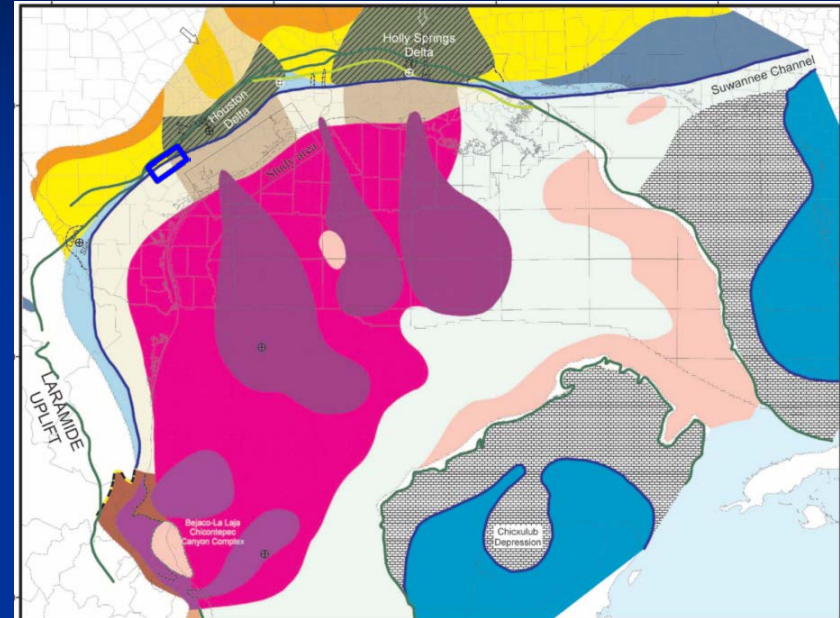 Holly Springs
Delta
Suwannee Channel
Houston
Delta
Study area
LARAMIDE
UPLIFT
Bejaco-La Laja
Chicontepec
Canyon Complex
Chicxulub
Depression